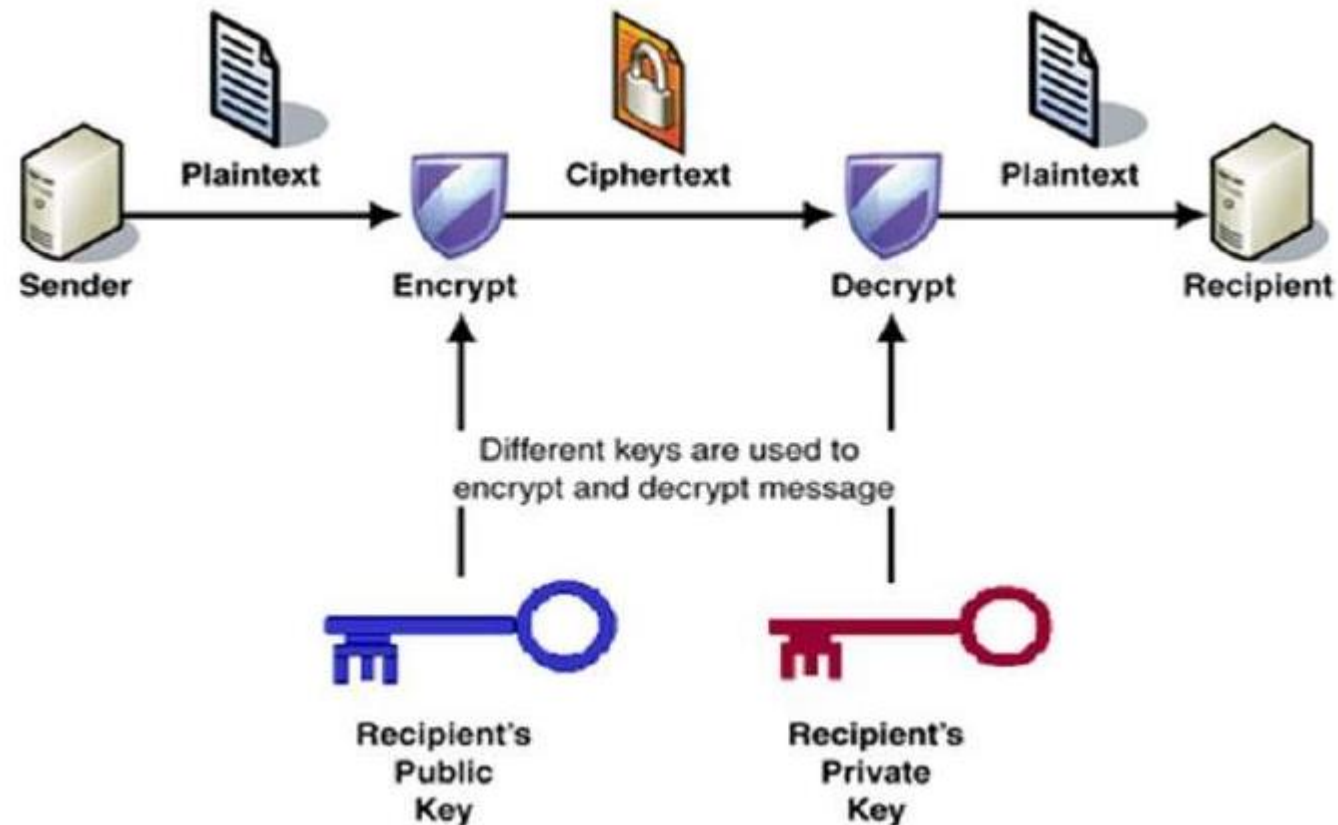 Plaintext
Ciphertext
Plaintext
Sender
Encrypt
Decrypt
Recipient
Different keys are used to
encrypt and decrypt message
Recipient's
Public
Key
Recipient's
Private
Key